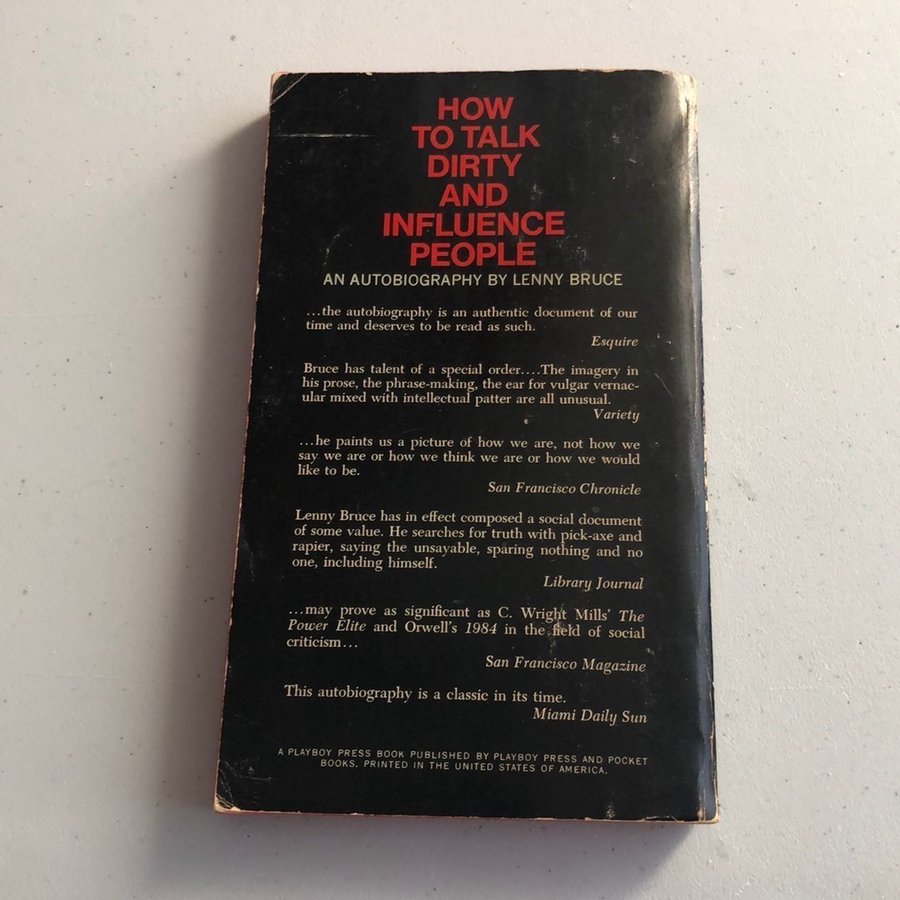 HOW
TO TALK
DIRTY
AND
INFLUENCE
PEOPLE
AN AUTOBIOGRAPHY BY LENNY BRUCE
...the autobiography is an authentic document of our
time and deserves to be read as such.
Esquire
Bruce has talent of a special order....The imagery in
his prose, the phrase-making, the ear for vulgar vernac-
ular mixed with intellectual patter are all unusual.
Variety
...he paints us a picture of how we are, not how we
say we are or how we think we are or how we would
like to be.
San Francisco Chronicle
Lenny Bruce has in effect composed a social document
of some value. He searches for truth with pick-axe and
rapier, saying the unsayable, sparing nothing and no
one, including himself.
Library Journal
...may prove as significant as C. Wright Mills' The
Power Elite and Orwell's 1984 in the field of social
criticism...
San Francisco Magazine
This autobiography is a classic in its time.
Miami Daily Sun
A PLAYBOY PRESS BOOK PUBLISHED BY PLAYBOY PRESS AND POCKET
BOOKS. PRINTED IN THE UNITED STATES OF AMERICA.